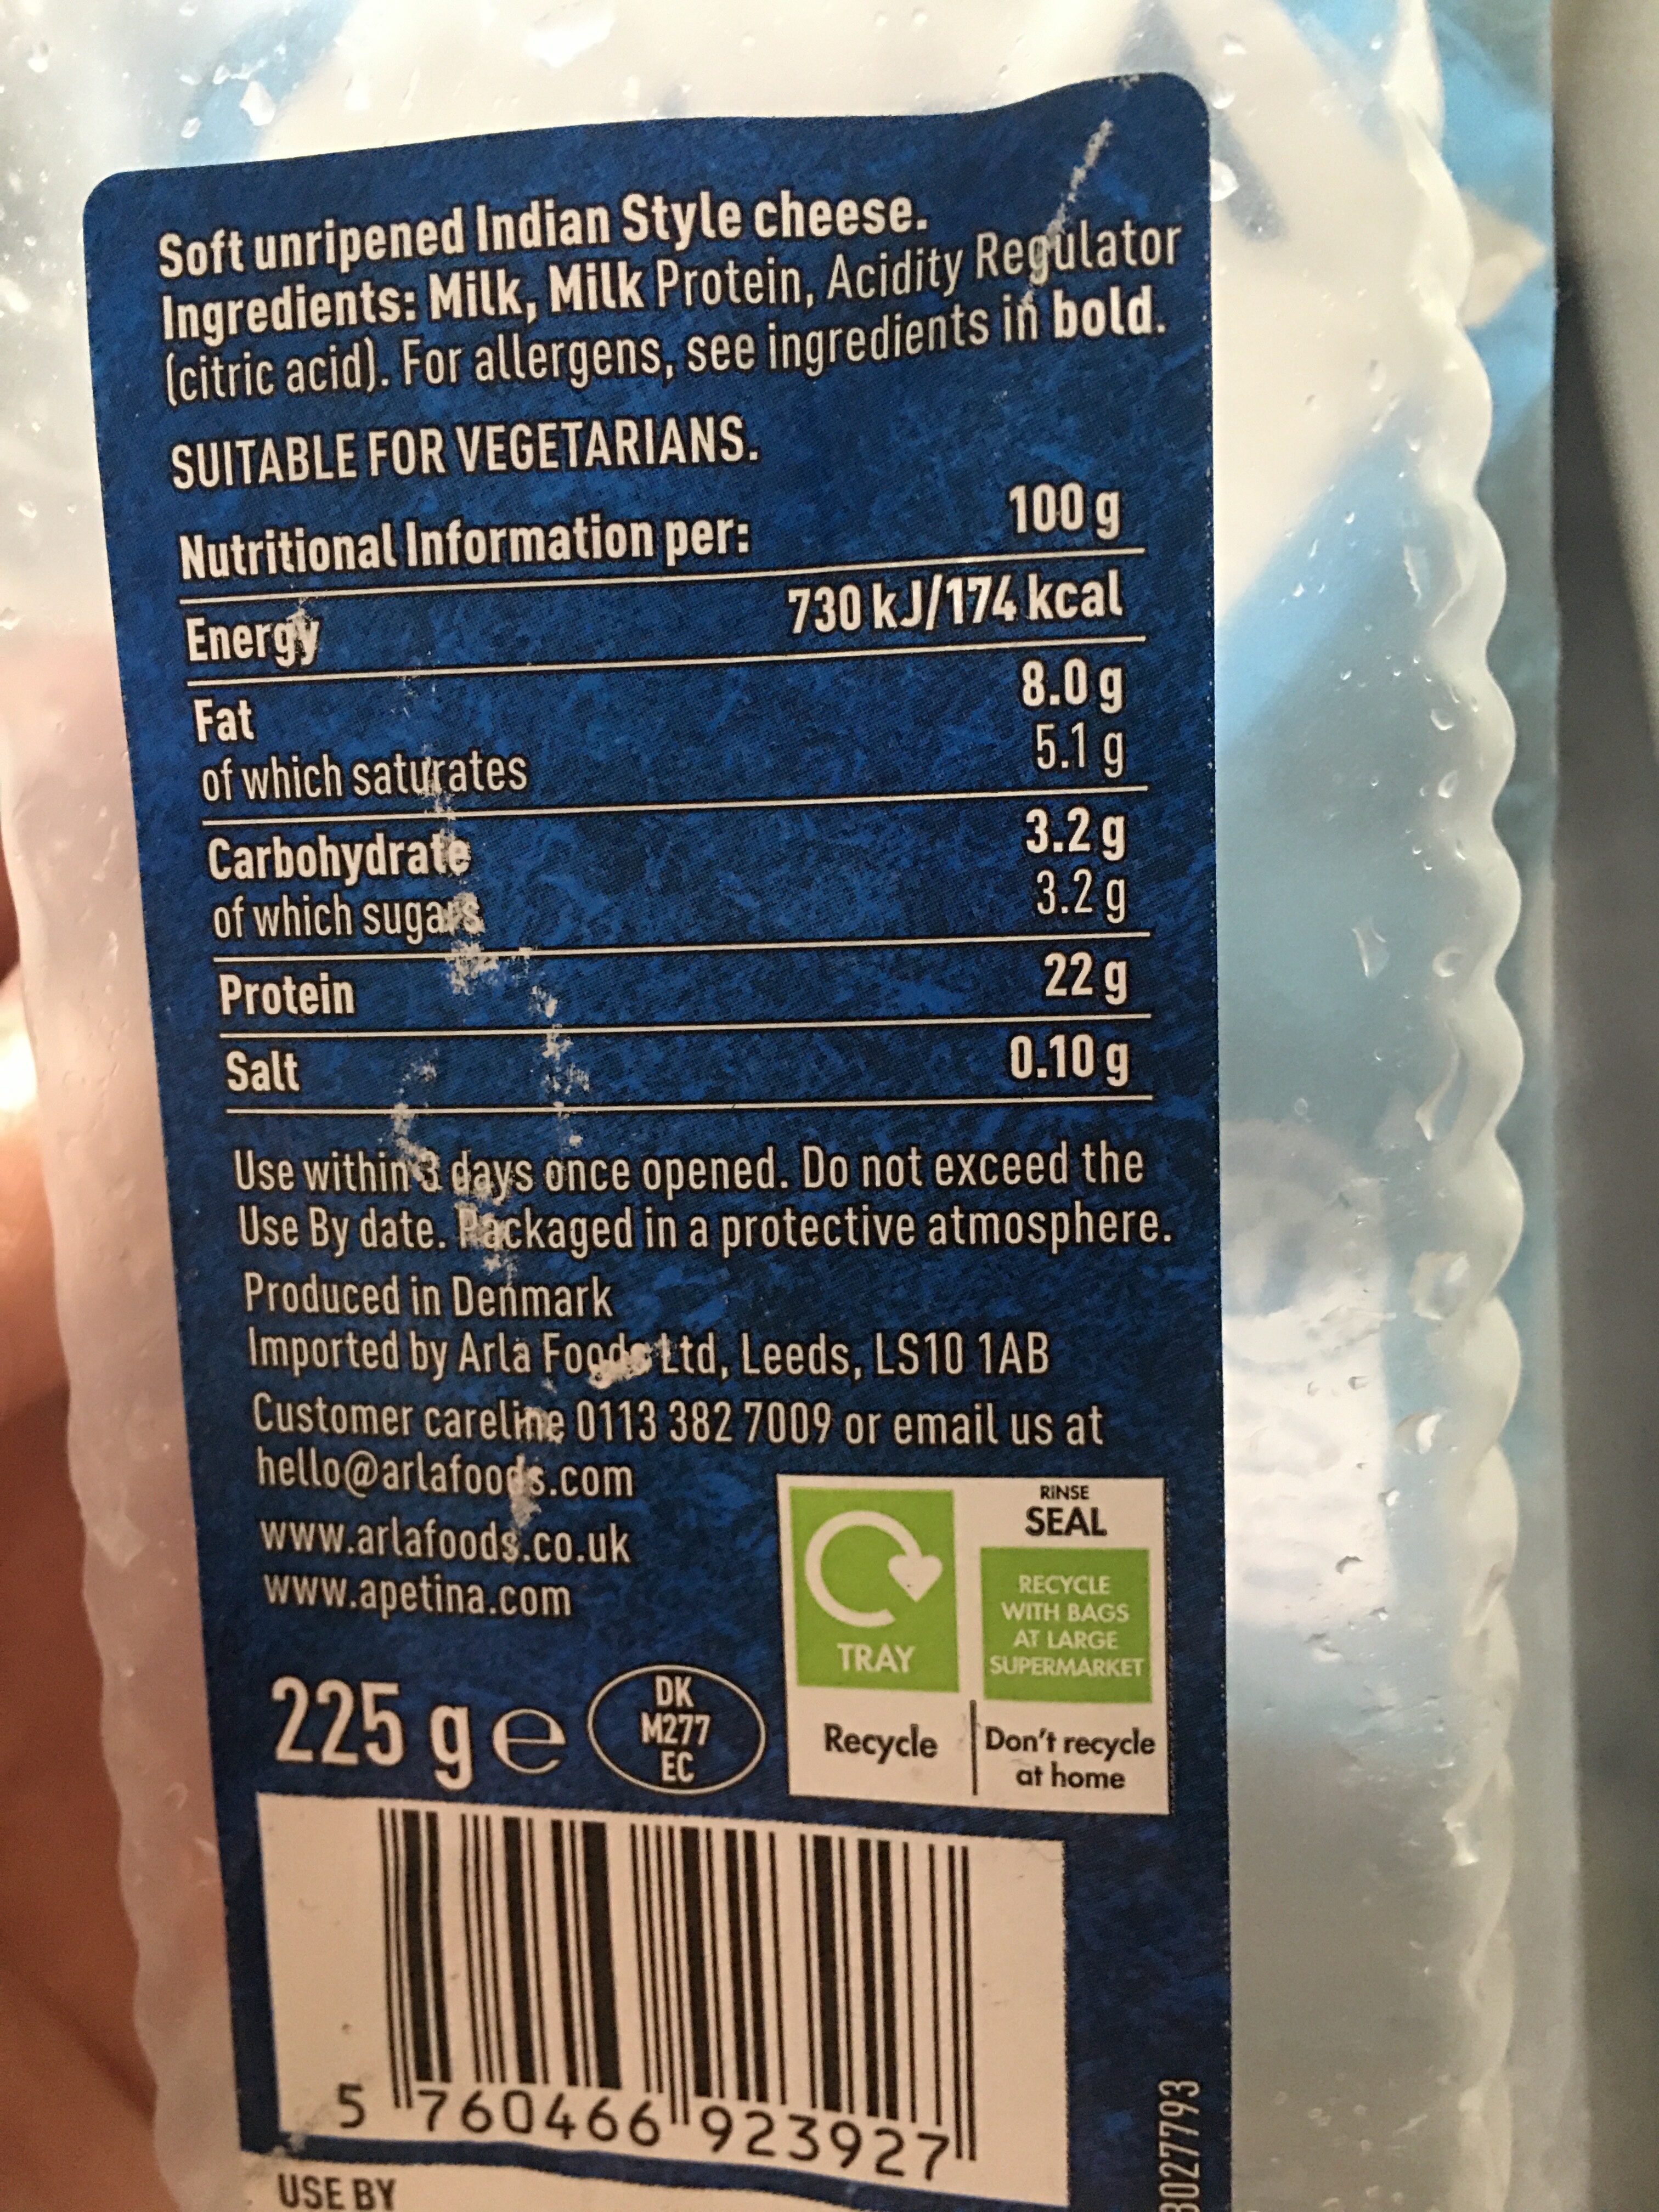 Soft unripened Indian Style cheese.
Ingredients: Milk, Milk Protein, Acidity Regulator
(citric acid). For allergens, see ingredients in bold.
SUITABLE FOR VEGETARIANS.
Nutritional Information per: 100 g
Energy 730 kJ/174 kcal
Fat 8.0 g
of which saturates 5.1 g
Carbohydrate 3.2 g
of which sugars 3.2 g
Protein 22 g
Salt 0.10 g
Use within 3 days once opened. Do not exceed the
Use By date. Packaged in a protective atmosphere.
Produced in Denmark
Imported by Arla Foods Ltd, Leeds, LS10 1AB
Customer careline 0113 382 7009 or email us at
hello@arlafoods.com
www.arlafoods.co.uk
www.apetina.com
225 g e
DK
M277
EC
TRAY
Recycle
RINSE
SEAL
RECYCLE
WITH BAGS
AT LARGE
SUPERMARKET
Don't recycle
at home
5 760466 923927
USE BY